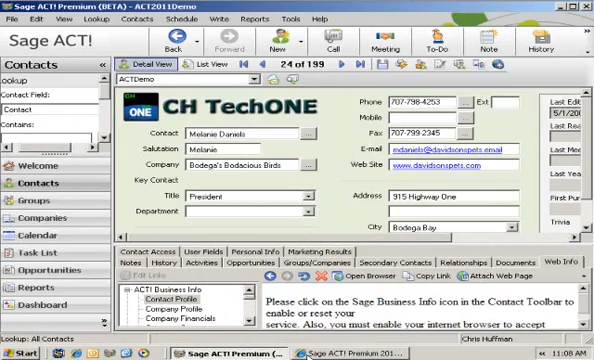 Sage ACT! Premium (BETA) - ACT2011Demo
File Edit View Lookup Contacts Schedule Write Reports Tools Help
Sage ACT!
Back Forward New Call Meeting To-Do Note History
Contacts
Detail View List View 24 of 199
ACTDemo
Lookup
Contact Field:
Contact
Contains:
Welcome
Contacts
Groups
Companies
Calendar
Task List
Opportunities
Reports
Dashboard
ONE CH TechONE
Contact Melanie Daniels
Salutation Melanie
Company Bodega's Bodacious Birds
Key Contact
Title President
Department
Phone 707-798-4253 Ext
Mobile
Fax 707-799-2345
E-mail mdaniels@davidsonspets.email
Web Site www.davidsonspets.com
Address 915 Highway One
City Bodega Bay
Last Edit
5/1/20
Last Rea
Last Mee
Last Yea
First Pur
Trivia
Contact Access User Fields Personal Info Marketing Results
Notes History Activities Opportunities Groups/Companies Secondary Contacts Relationships Documents Web Info
Edit Links Open Browser Copy Link Attach Web Page
ACT! Business Info
Contact Profile
Company Profile
Company Financials
Please click on the Sage Business Info icon in the Contact Toolbar to
enable or reset your
service. Also, you must enable your internet browser to accept
Lookup: All Contacts Chris Huffman
Start Sage ACT! Premium (... Sage ACT! Premium 201... 11:08 AM